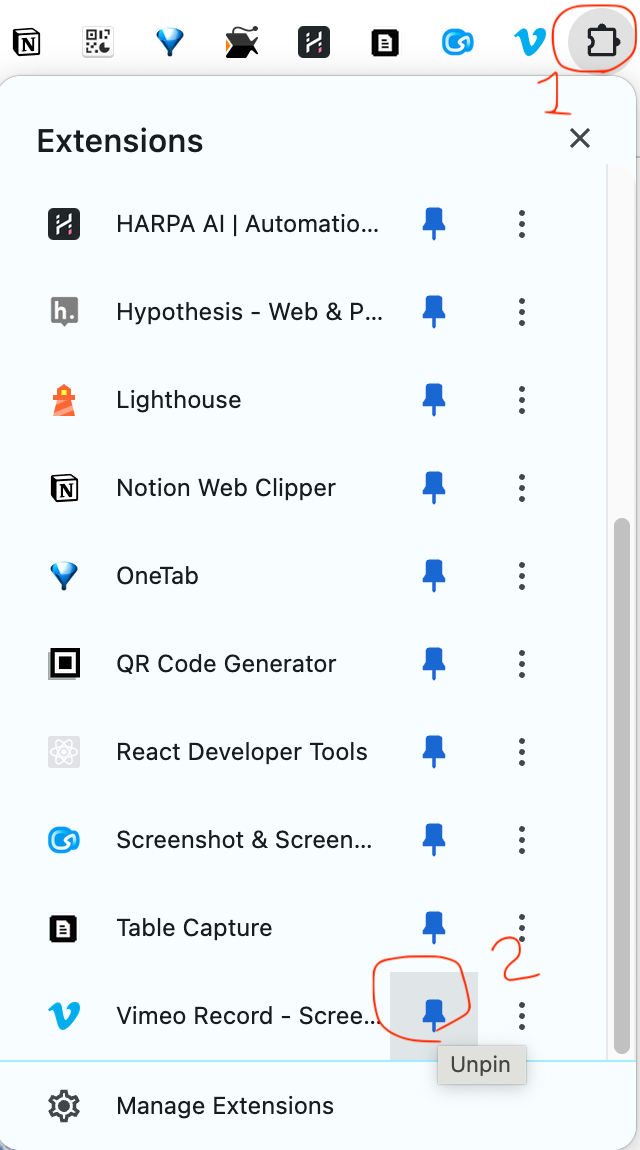 1
Extensions
HARPA AI | Automatio...
h.
Hypothesis - Web & P...
Lighthouse
N
Notion Web Clipper
OneTab
QR Code Generator
React Developer Tools
Screenshot & Screen...
Table Capture
2
Vimeo Record - Scree...
Unpin
Manage Extensions